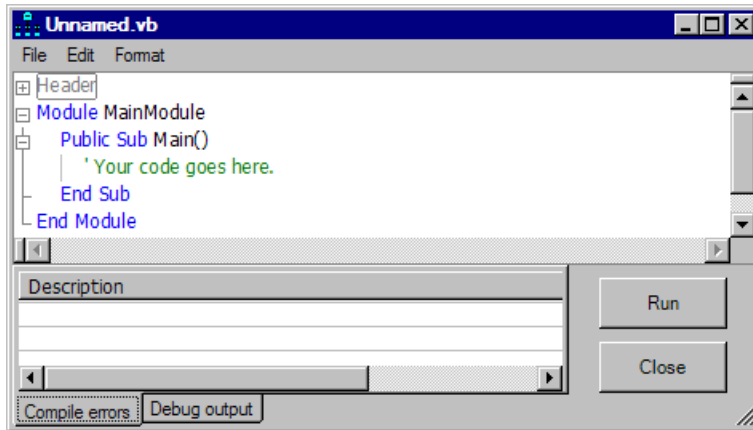 Unnamed.vb
File Edit Format
Header
Module MainModule
Public Sub Main()
' Your code goes here.
End Sub
End Module
Description
Run
Close
Compile errors Debug output